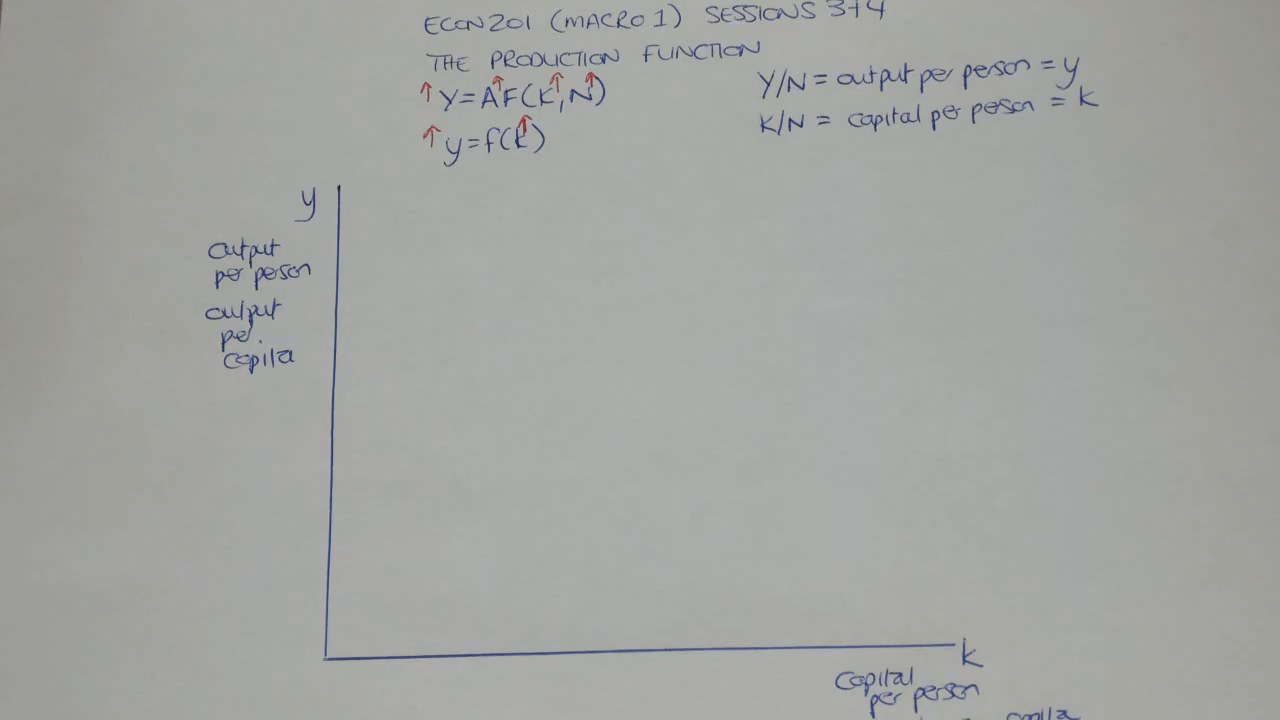 ECON201 (MACRO 1) SESSIONS 3+4
THE PRODUCTION FUNCTION
↑ Y=A↑F(K↑,N↑)
↑ y=f(k↑)
Y/N = output per person = y
K/N = capital per person = k
y
output
per person
output
per.
capita
k
capital
per person
capita